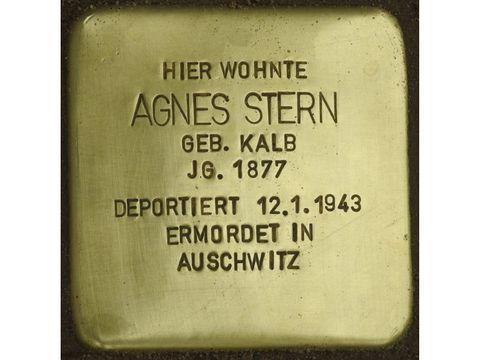 HIER WOHNTE
AGNES STERN
GEB. KALB
JG. 1877
DEPORTIERT 12.1.1943
ERMORDET IN
AUSCHWITZ